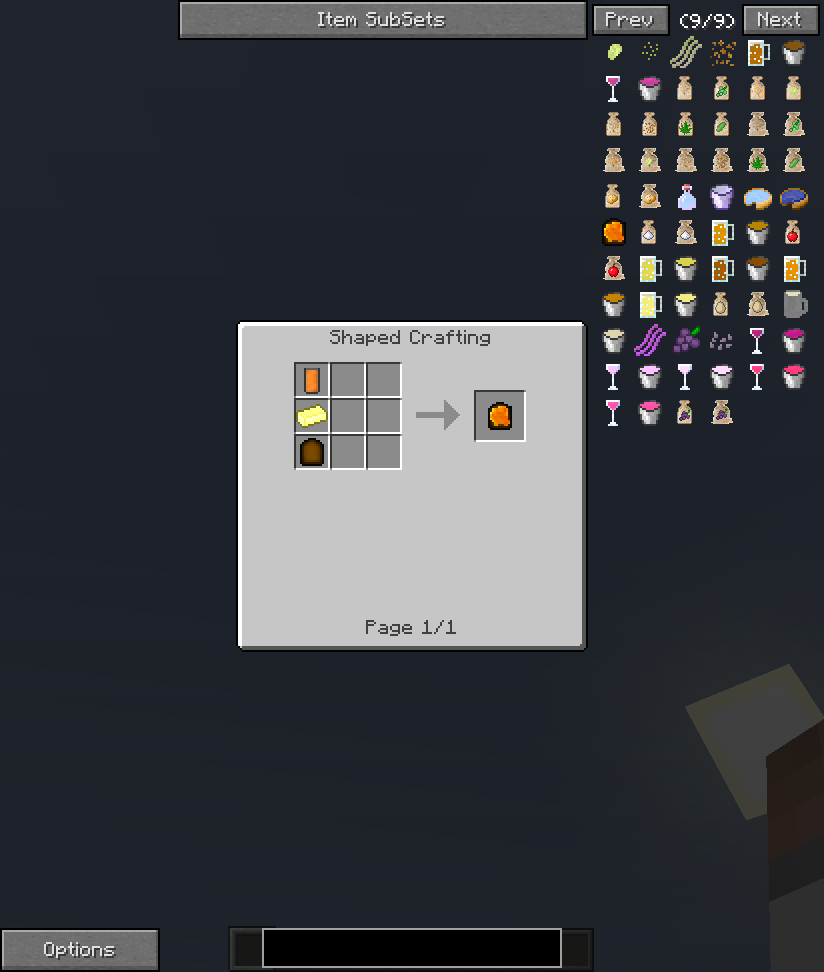 Item SubSets
Prev (9/9) Next
Shaped Crafting
Page 1/1
Options